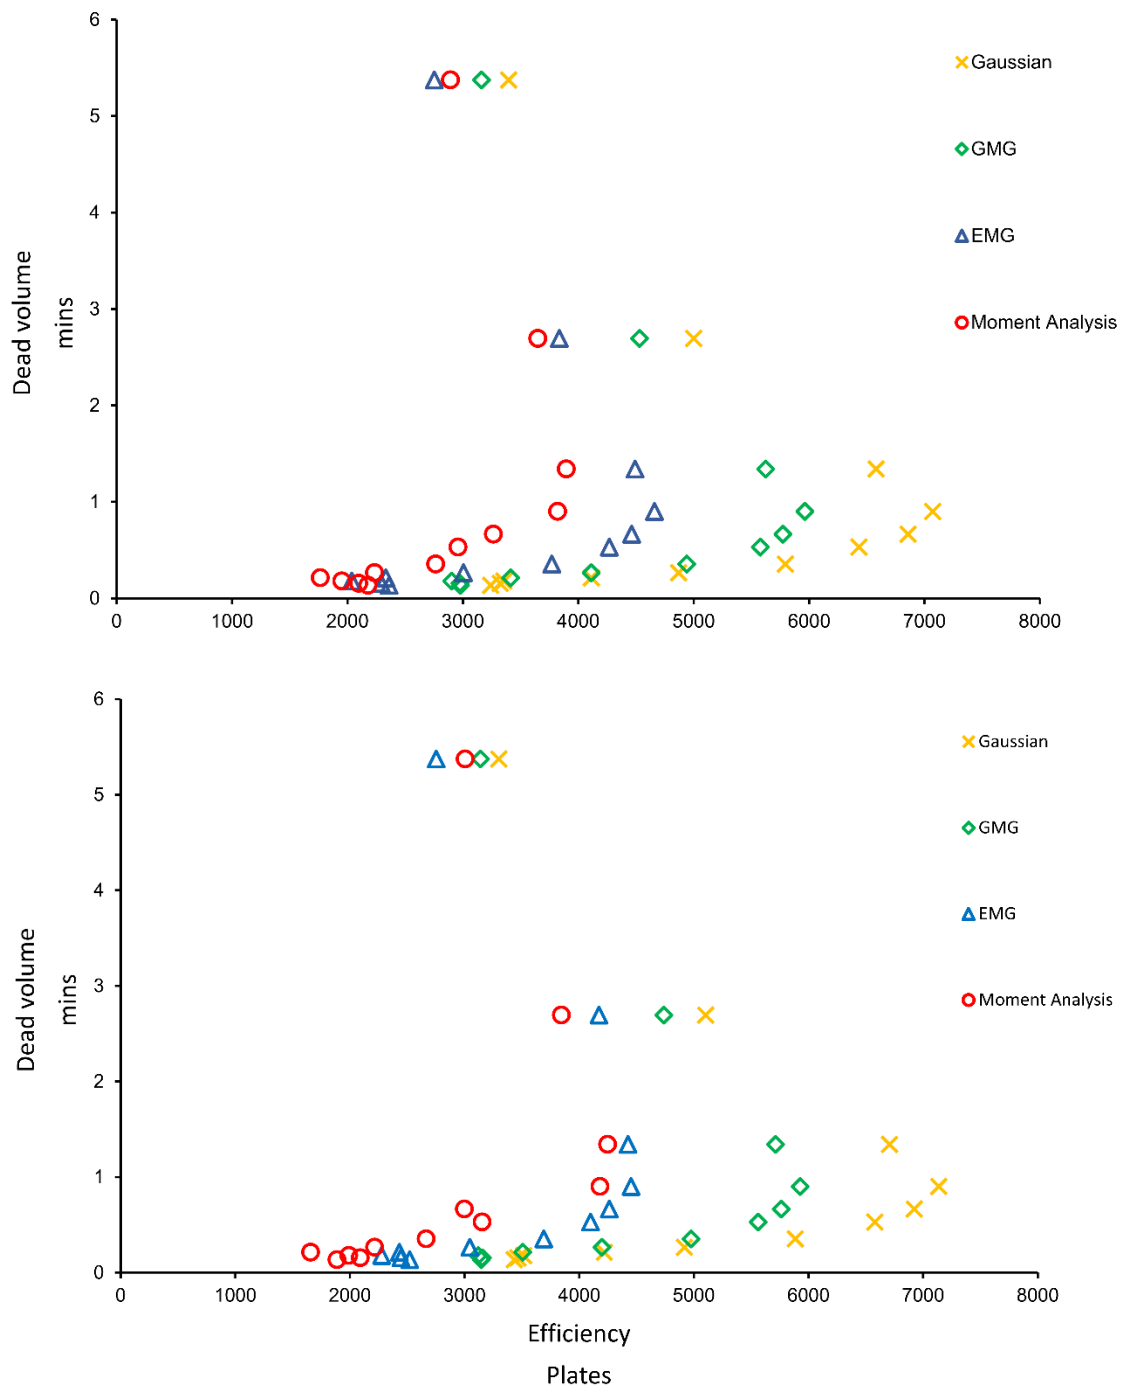 6
5
4
3
2
1
0
0 1000 2000 3000 4000 5000 6000 7000 8000
Dead volume
mins
Gaussian
GMG
EMG
Moment Analysis
6
5
4
3
2
1
0
0 1000 2000 3000 4000 5000 6000 7000 8000
Dead volume
mins
Gaussian
GMG
EMG
Moment Analysis
Efficiency
Plates